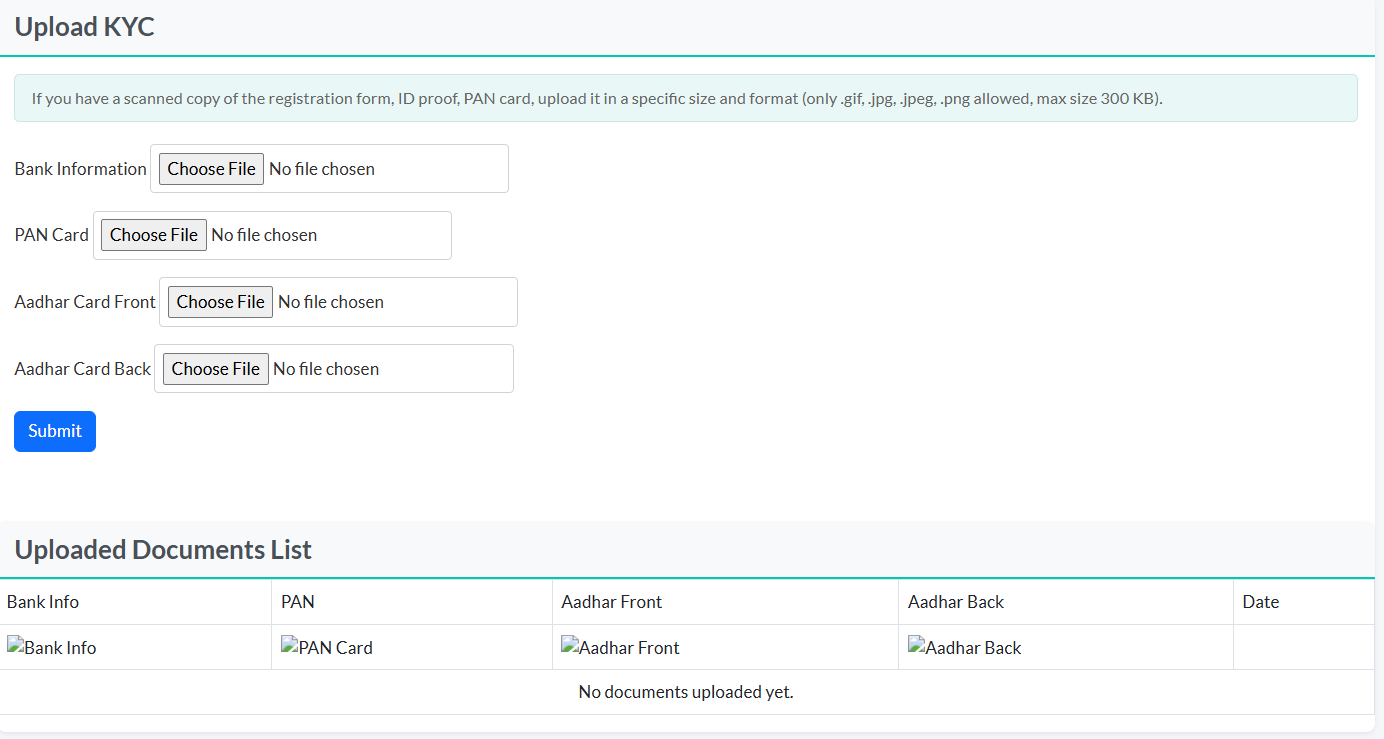 Upload KYC
If you have a scanned copy of the registration form, ID proof, PAN card, upload it in a specific size and format (only .gif, .jpg, .jpeg, .png allowed, max size 300 KB).
Bank Information Choose File No file chosen
PAN Card Choose File No file chosen
Aadhar Card Front Choose File No file chosen
Aadhar Card Back Choose File No file chosen
Submit
Uploaded Documents List
Bank Info PAN Aadhar Front Aadhar Back Date
Bank Info PAN Card Aadhar Front Aadhar Back
No documents uploaded yet.